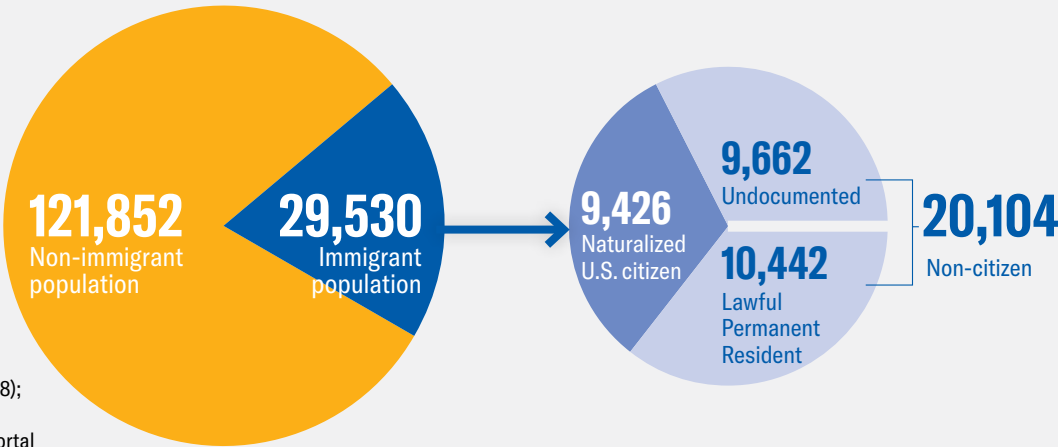 121,852
Non-immigrant
population
29,530
Immigrant
population
9,426
Naturalized
U.S. citizen
9,662
Undocumented
10,442
Lawful
Permanent
Resident
20,104
Non-citizen
8);
ortal